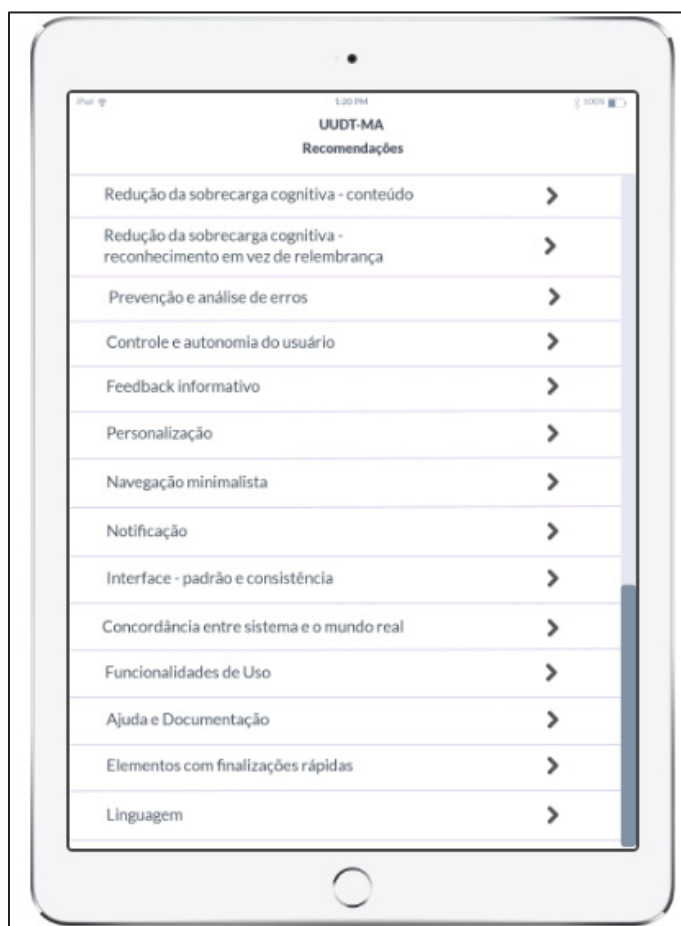 iPad
1:20 PM
100%
UUDT-MA
Recomendações
Redução da sobrecarga cognitiva - conteúdo
Redução da sobrecarga cognitiva -
reconhecimento em vez de relembrança
Prevenção e análise de erros
Controle e autonomia do usuário
Feedback informativo
Personalização
Navegação minimalista
Notificação
Interface - padrão e consistência
Concordância entre sistema e o mundo real
Funcionalidades de Uso
Ajuda e Documentação
Elementos com finalizações rápidas
Linguagem